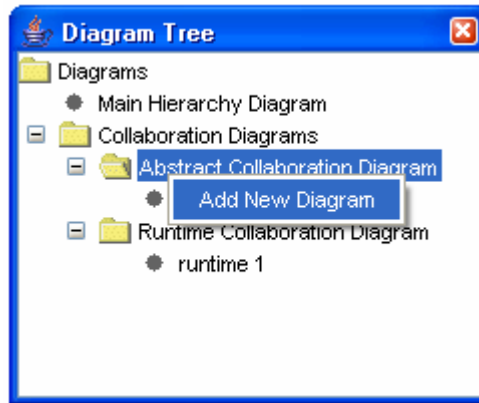 Diagram Tree
Diagrams
Main Hierarchy Diagram
Collaboration Diagrams
Abstract Collaboration Diagram
Add New Diagram
Runtime Collaboration Diagram
runtime 1